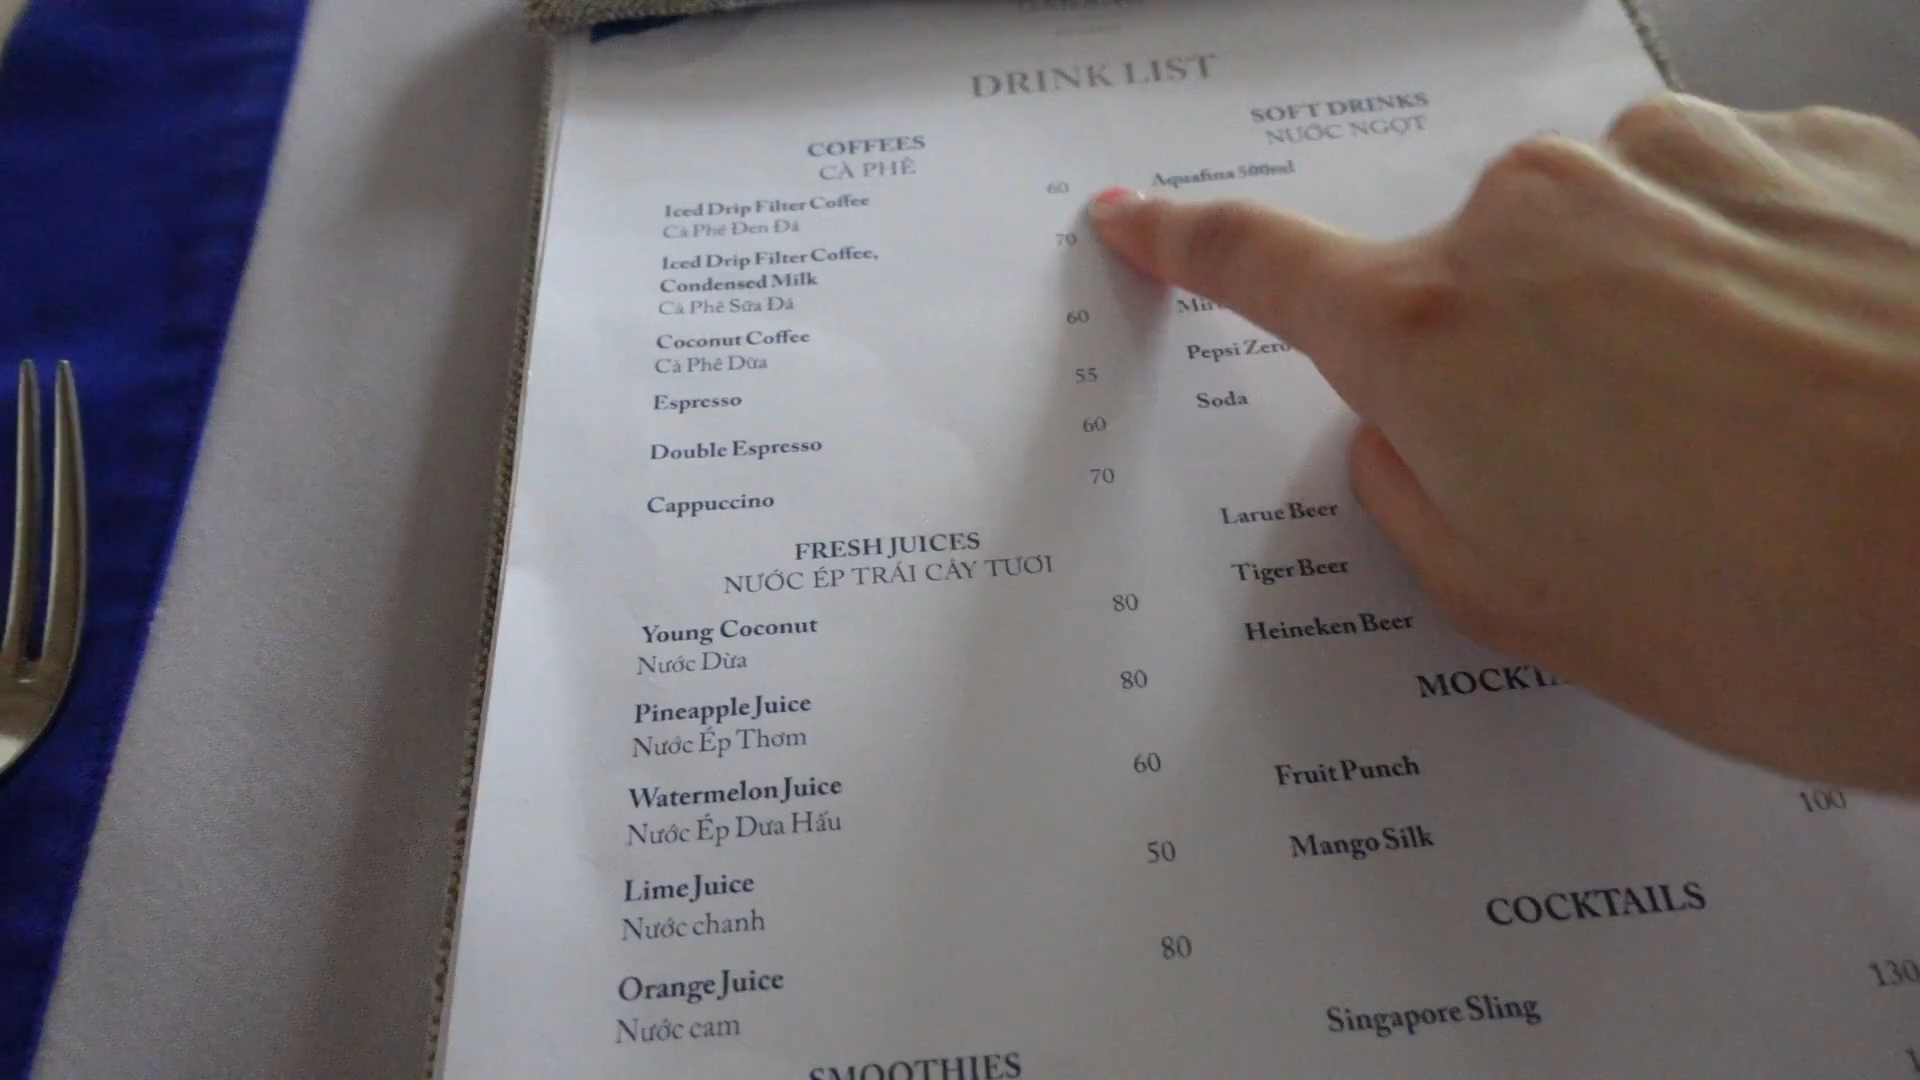 DRINK LIST
COFFEES
CÀ PHÊ
Iced Drip Filter Coffee 60
Cà Phê Đen Đá
Iced Drip Filter Coffee, 70
Condensed Milk
Cà Phê Sữa Đá
Coconut Coffee 60
Cà Phê Dừa
Espresso 55
Double Espresso 60
Cappuccino 70
FRESH JUICES
NƯỚC ÉP TRÁI CÂY TƯƠI
Young Coconut 80
Nước Dừa
Pineapple Juice 80
Nước Ép Thơm
Watermelon Juice 60
Nước Ép Dưa Hấu
Lime Juice 50
Nước chanh
Orange Juice 80
Nước cam
SMOOTHIES
SOFT DRINKS
NƯỚC NGỌT
Aquafina 500ml
Pepsi Zero
Soda
Larue Beer
Tiger Beer
Heineken Beer
Fruit Punch
Mango Silk 100
COCKTAILS
Singapore Sling 130